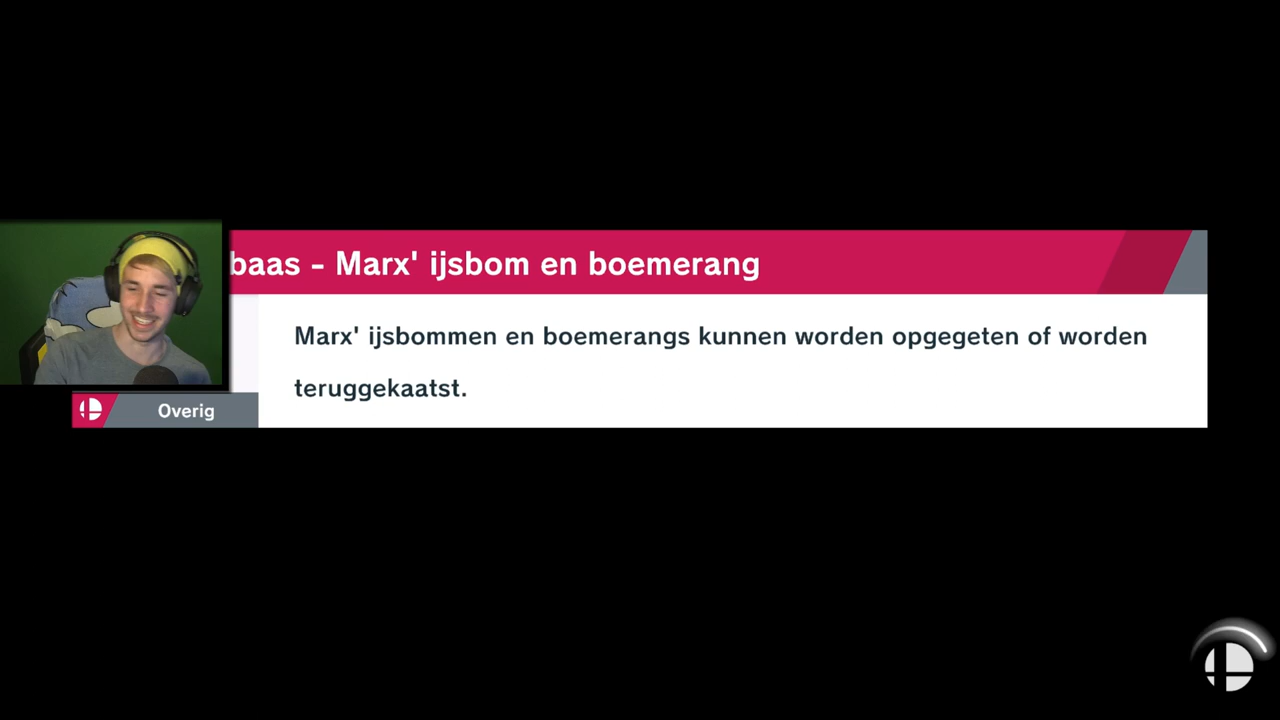 baas - Marx' ijsbom en boemerang
Marx' ijsbommen en boemerangs kunnen worden opgegeten of worden
teruggekaatst.
Overig